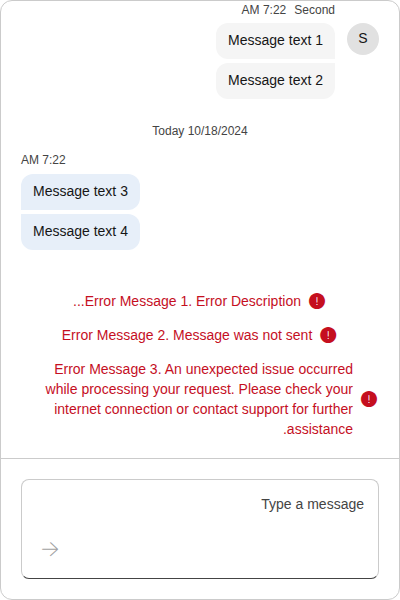 AM 7:22 Second
Message text 1
S
Message text 2
Today 10/18/2024
AM 7:22
Message text 3
Message text 4
...Error Message 1. Error Description
Error Message 2. Message was not sent
Error Message 3. An unexpected issue occurred
while processing your request. Please check your
internet connection or contact support for further
.assistance
Type a message